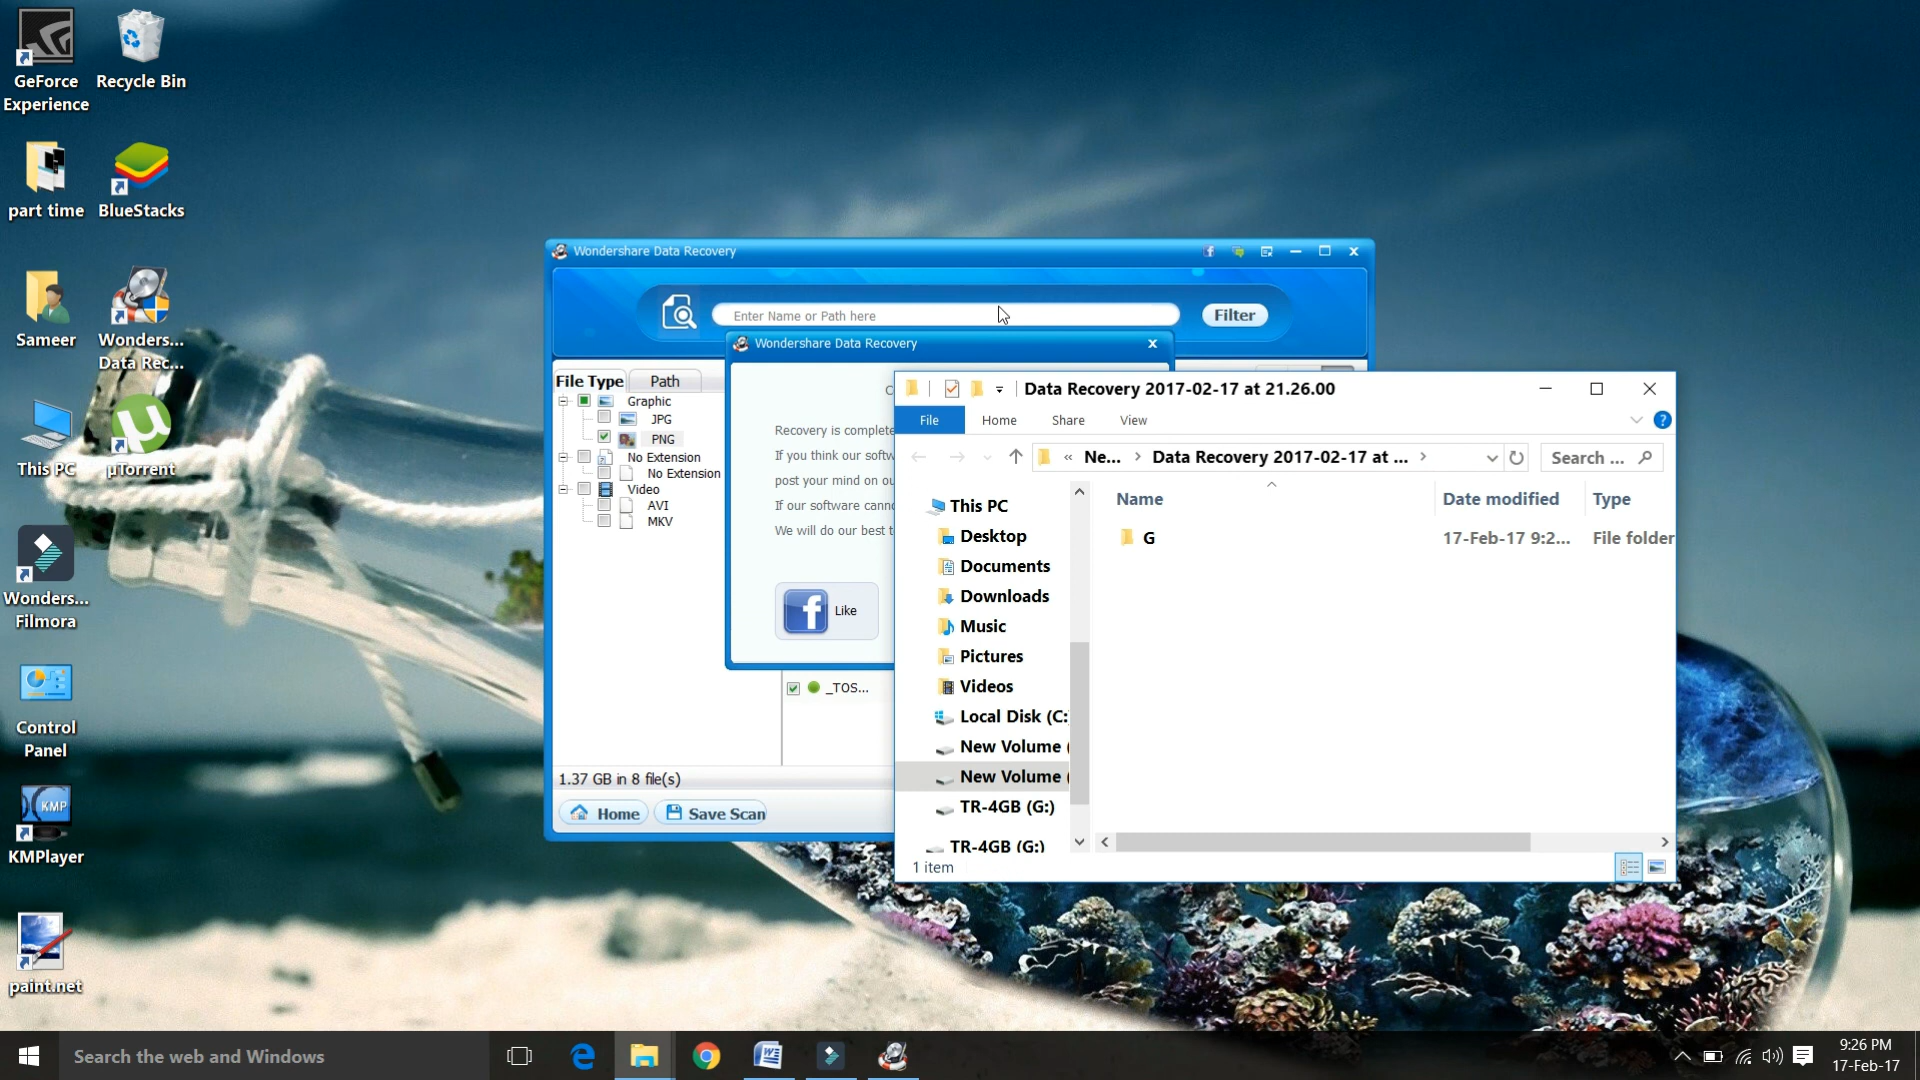 GeForce
Experience
Recycle Bin
part time
BlueStacks
Sameer
Wonders...
Data Rec...
This PC
µTorrent
Wonders...
Filmora
Control
Panel
KMP
KMPlayer
paint.net
Wondershare Data Recovery
Enter Name or Path here
Filter
File Type
Path
Graphic
JPG
PNG
No Extension
No Extension
Video
AVI
MKV
Wondershare Data Recovery
Recovery is complete
If you think our softw
post your mind on ou
If our software cann
We will do our best t
Like
_TOS...
1.37 GB in 8 file(s)
Home
Save Scan
Data Recovery 2017-02-17 at 21.26.00
File
Home
Share
View
« Ne... > Data Recovery 2017-02-17 at ... >
Search ...
This PC
Desktop
Documents
Downloads
Music
Pictures
Videos
Local Disk (C:
New Volume (
New Volume (
TR-4GB (G:)
TR-4GB (G:)
Name
Date modified
Type
G
17-Feb-17 9:2...
File folder
1 item
Search the web and Windows
9:26 PM
17-Feb-17